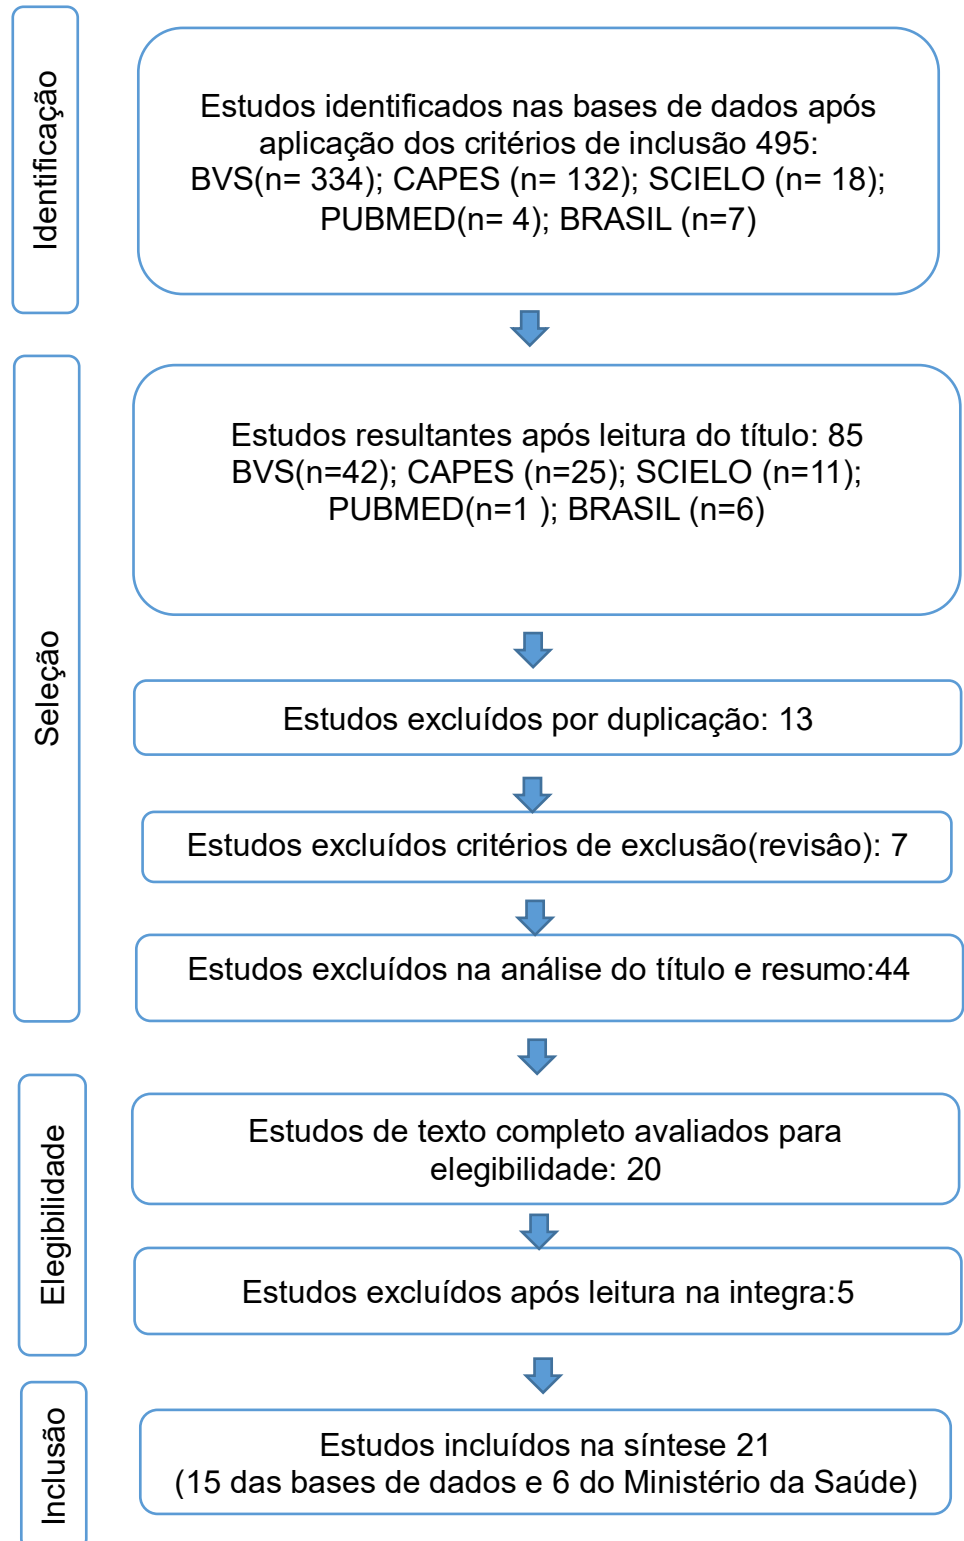 Identificação
Estudos identificados nas bases de dados após
aplicação dos critérios de inclusão 495:
BVS(n= 334); CAPES (n= 132); SCIELO (n= 18);
PUBMED(n= 4); BRASIL (n=7)
Seleção
Estudos resultantes após leitura do título: 85
BVS(n=42); CAPES (n=25); SCIELO (n=11);
PUBMED(n=1 ); BRASIL (n=6)
Estudos excluídos por duplicação: 13
Estudos excluídos critérios de exclusão(revisâo): 7
Estudos excluídos na análise do título e resumo:44
Elegibilidade
Estudos de texto completo avaliados para
elegibilidade: 20
Estudos excluídos após leitura na integra:5
Inclusão
Estudos incluídos na síntese 21
(15 das bases de dados e 6 do Ministério da Saúde)